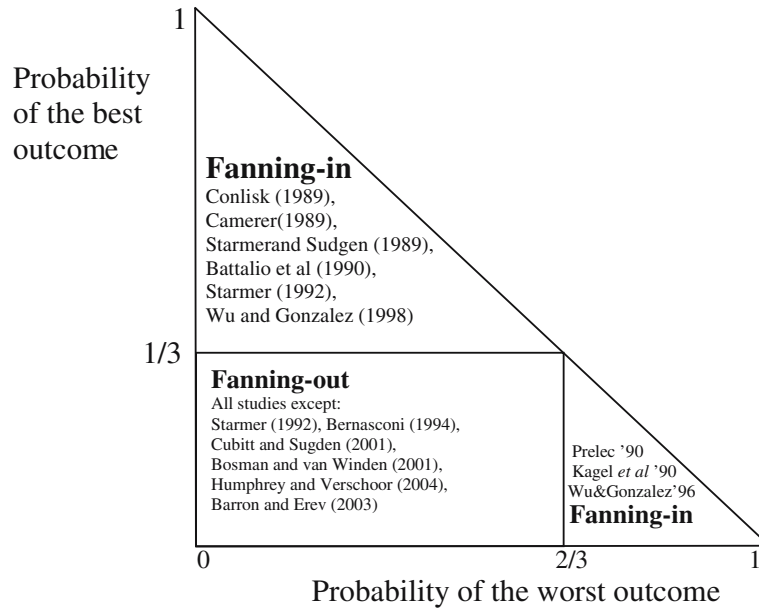 1
Probability
of the best
outcome
Fanning-in
Conlisk (1989),
Camerer(1989),
Starmerand Sudgen (1989),
Battalio et al (1990),
Starmer (1992),
Wu and Gonzalez (1998)
1/3
Fanning-out
All studies except:
Starmer (1992), Bernasconi (1994),
Cubitt and Sugden (2001),
Bosman and van Winden (2001),
Humphrey and Verschoor (2004),
Barron and Erev (2003)
Prelec ’90
Kagel et al ’90
Wu&Gonzalez’96
Fanning-in
0
2/3
1
Probability of the worst outcome